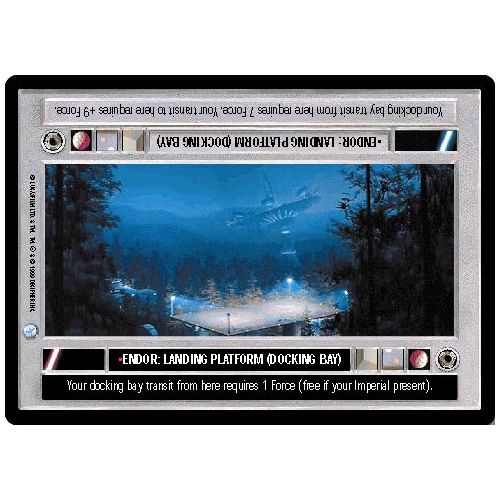 Your docking bay transit from here requires 7 Force. Your transit to here requires +9 Force.
•ENDOR: LANDING PLATFORM (DOCKING BAY)
•ENDOR: LANDING PLATFORM (DOCKING BAY)
Your docking bay transit from here requires 1 Force (free if your Imperial present).